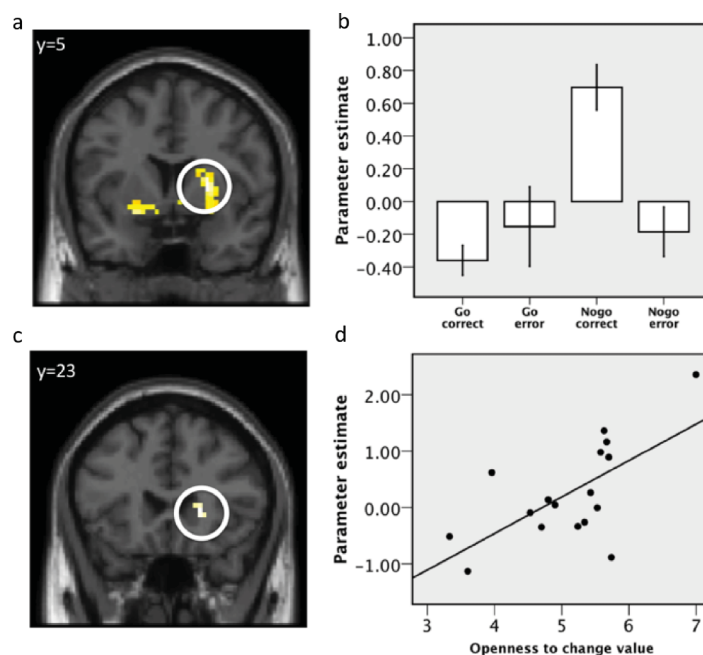 a
y=5
b
Parameter estimate
1.00
0.80
0.60
0.40
0.20
0.00
-0.20
-0.40
Go correct
Go error
Nogo correct
Nogo error
c
y=23
d
Parameter estimate
2.00
1.00
0.00
-1.00
3 4 5 6 7
Openness to change value